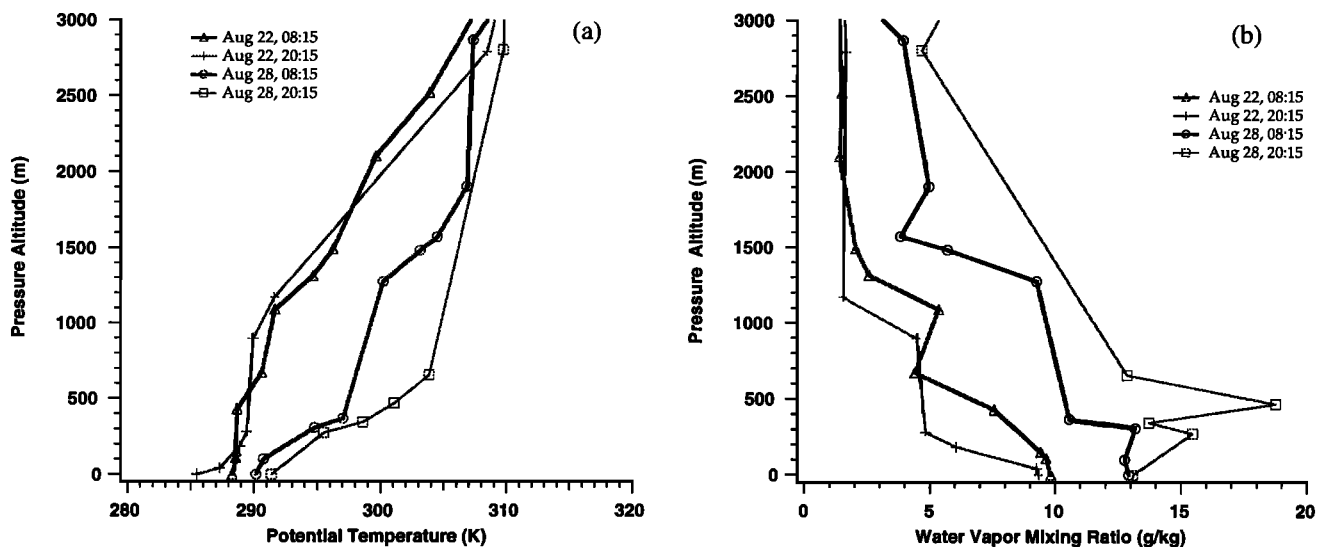 (a)
Aug 22, 08:15
Aug 22, 20:15
Aug 28, 08:15
Aug 28, 20:15
3000
2500
2000
1500
1000
500
0
Pressure Altitude (m)
280 290 300 310 320
Potential Temperature (K)
(b)
Aug 22, 08:15
Aug 22, 20:15
Aug 28, 08:15
Aug 28, 20:15
3000
2500
2000
1500
1000
500
0
Pressure Altitude (m)
0 5 10 15 20
Water Vapor Mixing Ratio (g/kg)